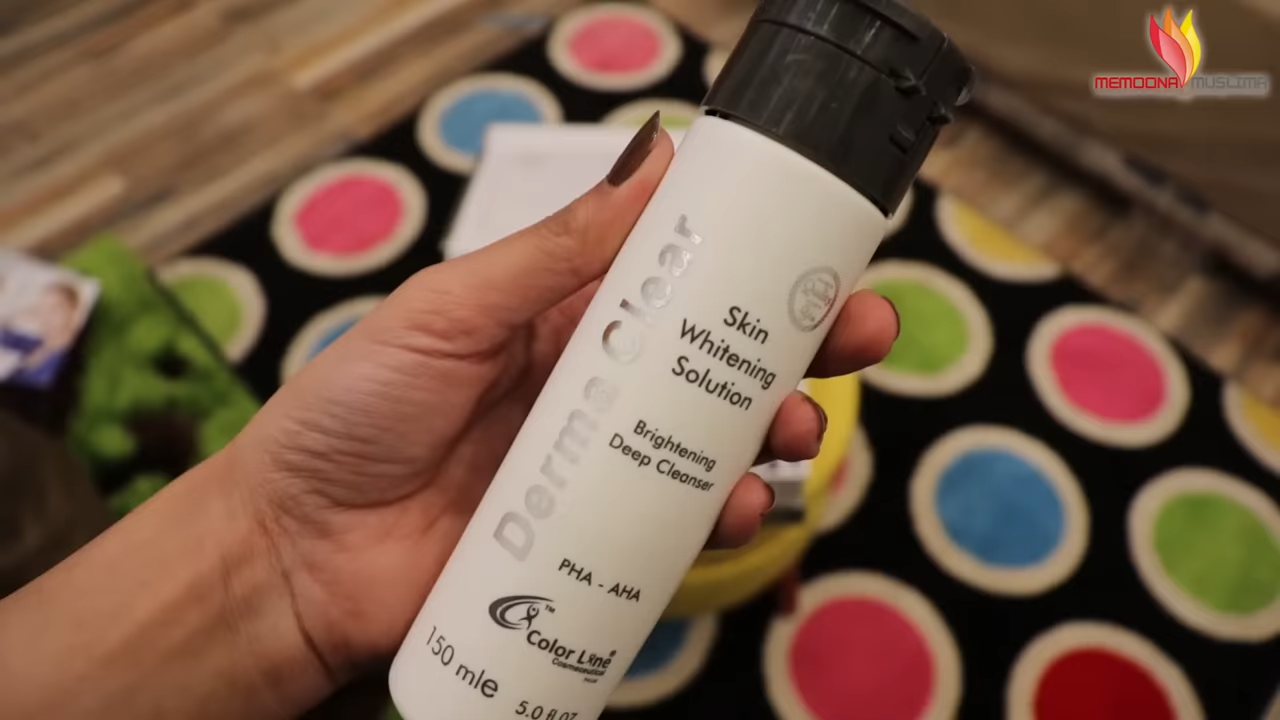 MEMOONA MUSLIMA
Derma Clear
Skin
Whitening
Solution
Brightening
Deep Cleanser
PHA - AHA
Color Line
Cosmeceutical
150 mle
5.0 fl oz